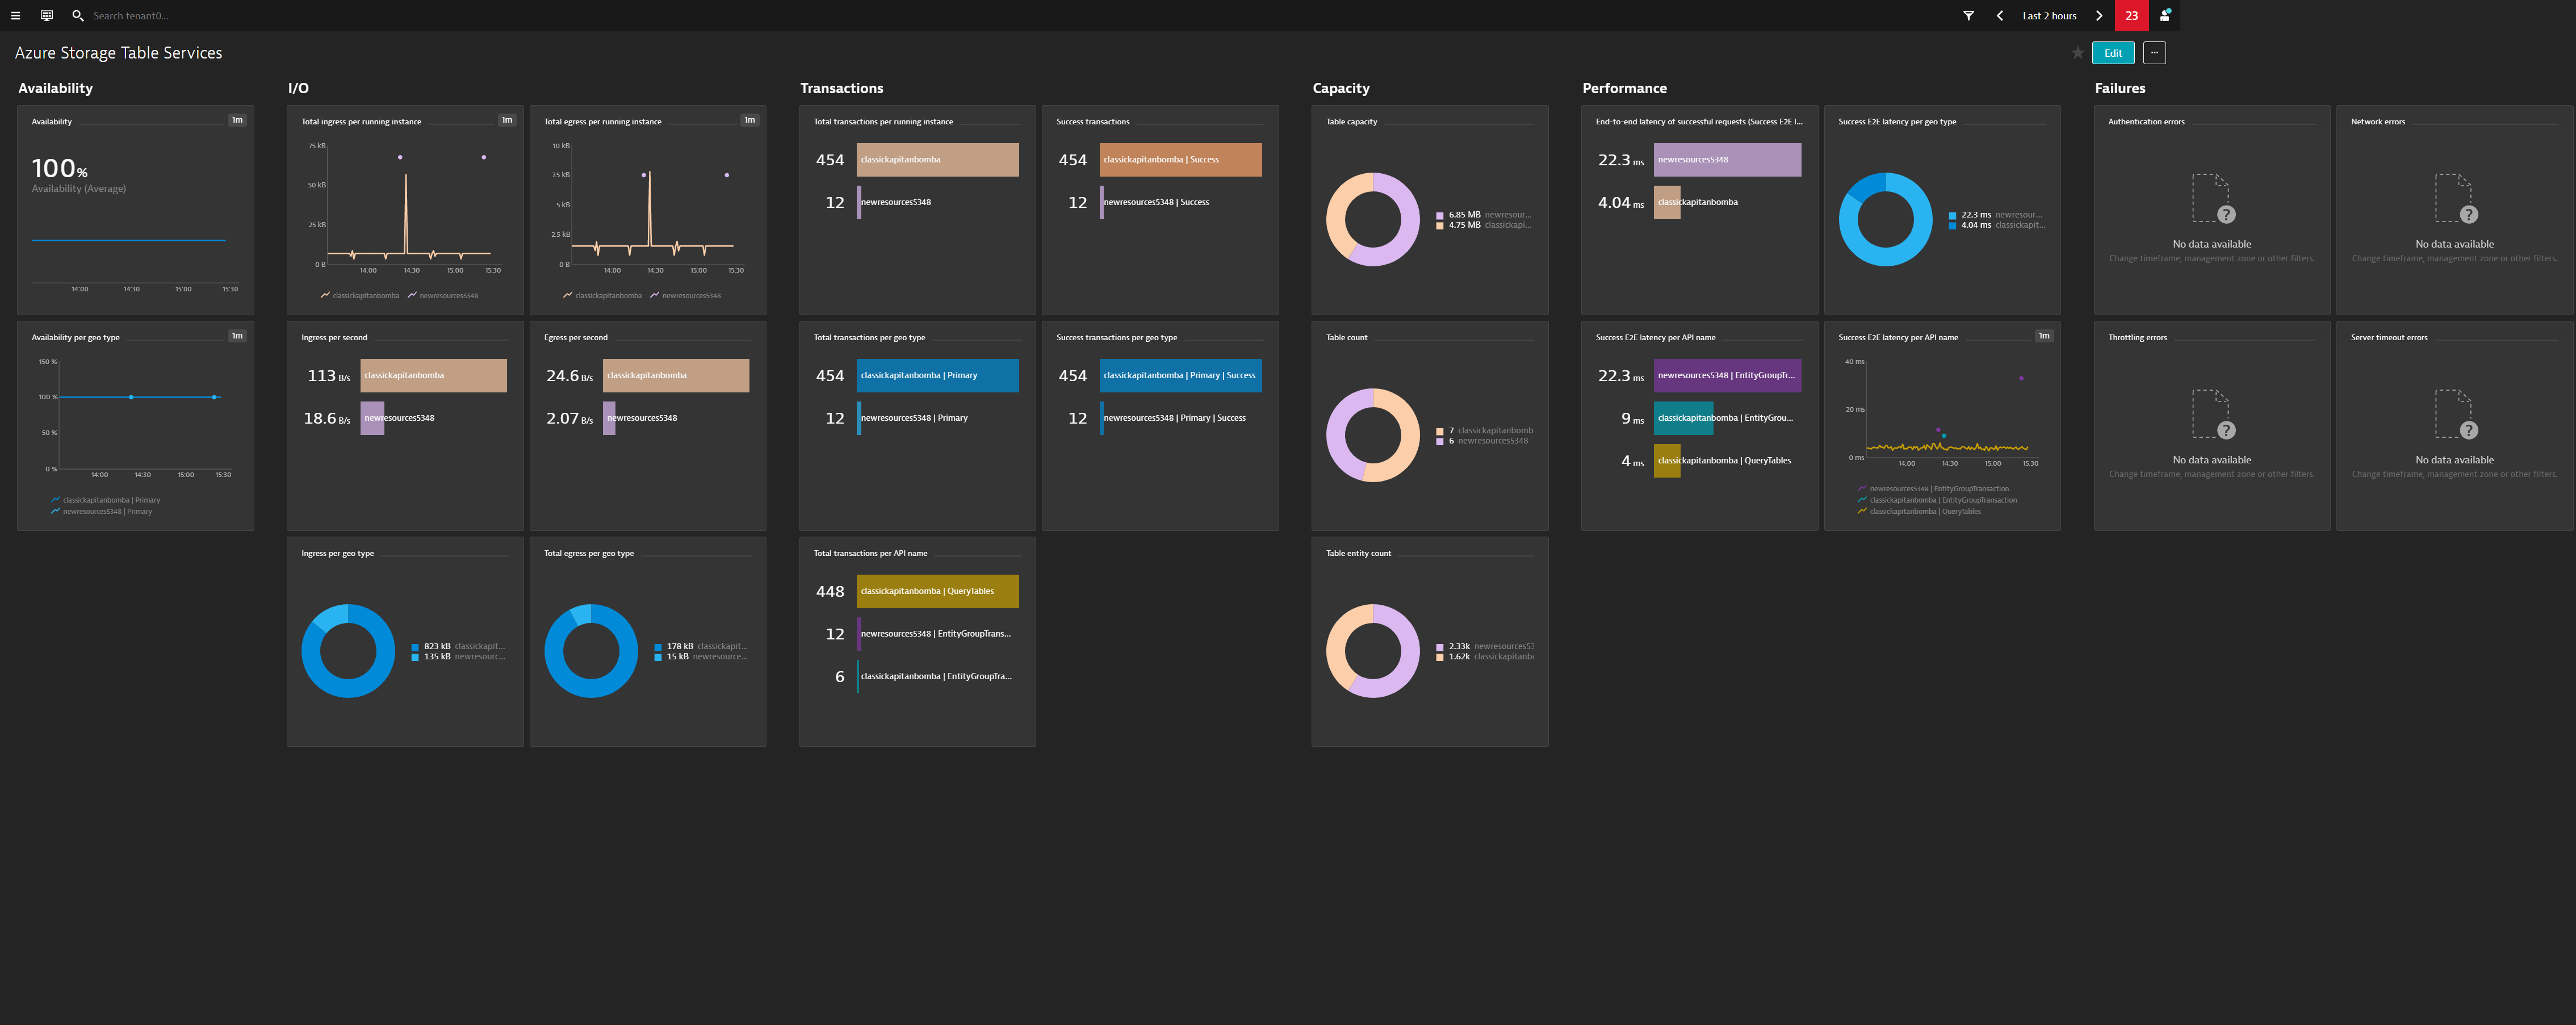 Search tenant0...
Last 2 hours
23
Azure Storage Table Services
Edit
...
Availability
I/O
Transactions
Capacity
Performance
Failures
Availability
1m
100%
Availability (Average)
14:00 14:30 15:00 15:30
Total ingress per running instance
1m
75 kB
50 kB
25 kB
0 B
14:00 14:30 15:00 15:30
classickapitanbomba newresources5348
Total egress per running instance
1m
10 kB
7.5 kB
5 kB
2.5 kB
0 B
14:00 14:30 15:00 15:30
classickapitanbomba newresources5348
Total transactions per running instance
454 classickapitanbomba
12 newresources5348
Success transactions
454 classickapitanbomba | Success
12 newresources5348 | Success
Table capacity
6.85 MB newresour...
4.75 MB classickapi...
End-to-end latency of successful requests (Success E2E l...
22.3 ms newresources5348
4.04 ms classickapitanbomba
Success E2E latency per geo type
22.3 ms newresour...
4.04 ms classickapit...
Authentication errors
No data available
Change timeframe, management zone or other filters.
Network errors
No data available
Change timeframe, management zone or other filters.
Availability per geo type
1m
150 %
100 %
50 %
0 %
14:00 14:30 15:00 15:30
classickapitanbomba | Primary
newresources5348 | Primary
Ingress per second
113 B/s classickapitanbomba
18.6 B/s newresources5348
Egress per second
24.6 B/s classickapitanbomba
2.07 B/s newresources5348
Total transactions per geo type
454 classickapitanbomba | Primary
12 newresources5348 | Primary
Success transactions per geo type
454 classickapitanbomba | Primary | Success
12 newresources5348 | Primary | Success
Table count
7 classickapitanbomb
6 newresources5348
Success E2E latency per API name
22.3 ms newresources5348 | EntityGroupTr...
9 ms classickapitanbomba | EntityGrou...
4 ms classickapitanbomba | QueryTables
Success E2E latency per API name
1m
40 ms
20 ms
0 ms
14:00 14:30 15:00 15:30
newresources5348 | EntityGroupTransaction
classickapitanbomba | EntityGroupTransaction
classickapitanbomba | QueryTables
Throttling errors
No data available
Change timeframe, management zone or other filters.
Server timeout errors
No data available
Change timeframe, management zone or other filters.
Ingress per geo type
823 kB classickapit...
135 kB newresourc...
Total egress per geo type
178 kB classickapit...
15 kB newresource...
Total transactions per API name
448 classickapitanbomba | QueryTables
12 newresources5348 | EntityGroupTrans...
6 classickapitanbomba | EntityGroupTra...
Table entity count
2.33k newresources53
1.62k classickapitanb